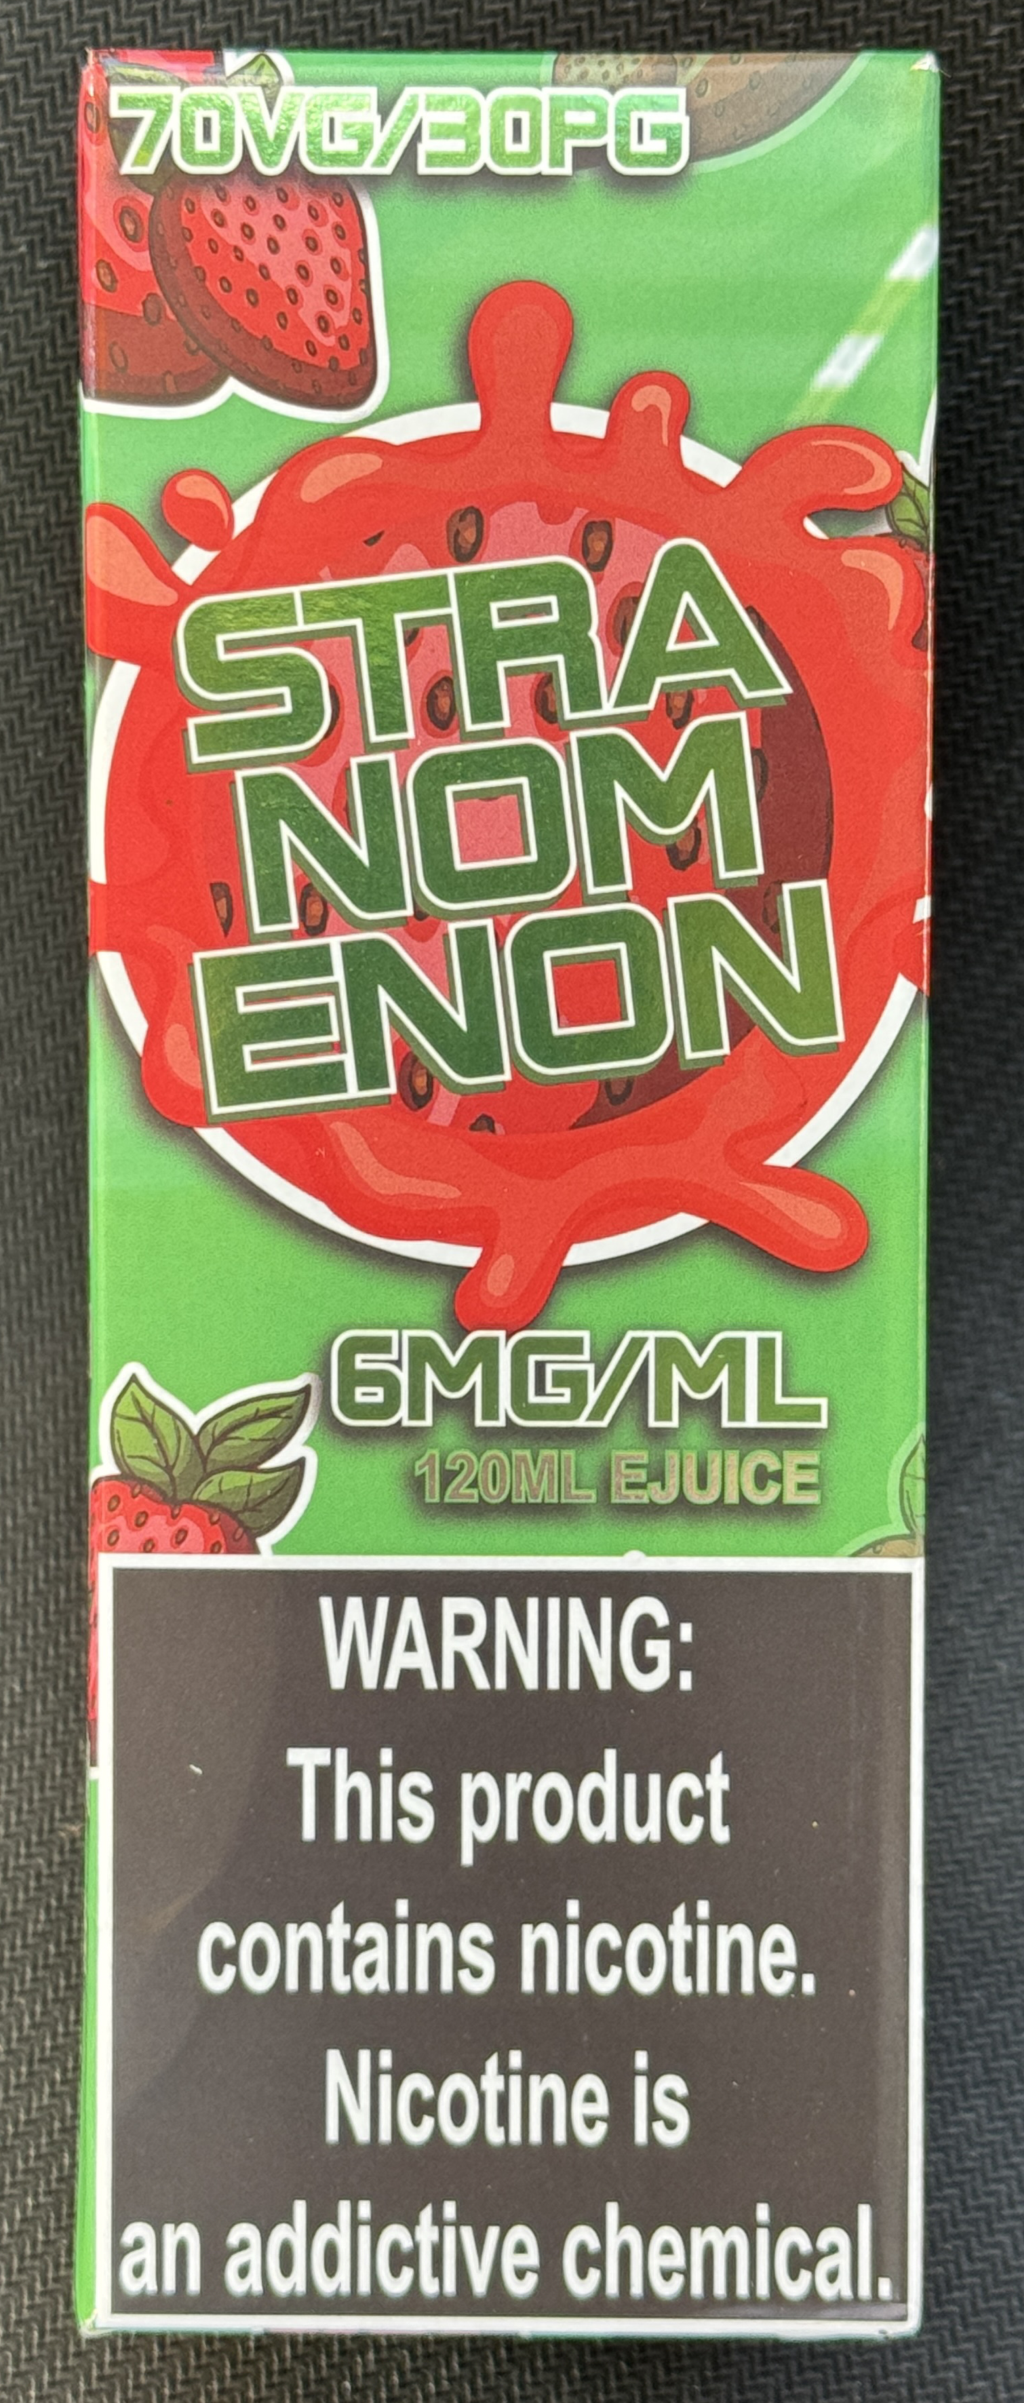 70VG/30PG
STRA
NOM
ENON
6MG/ML
120ML EJUICE
WARNING:
This product
contains nicotine.
Nicotine is
an addictive chemical.